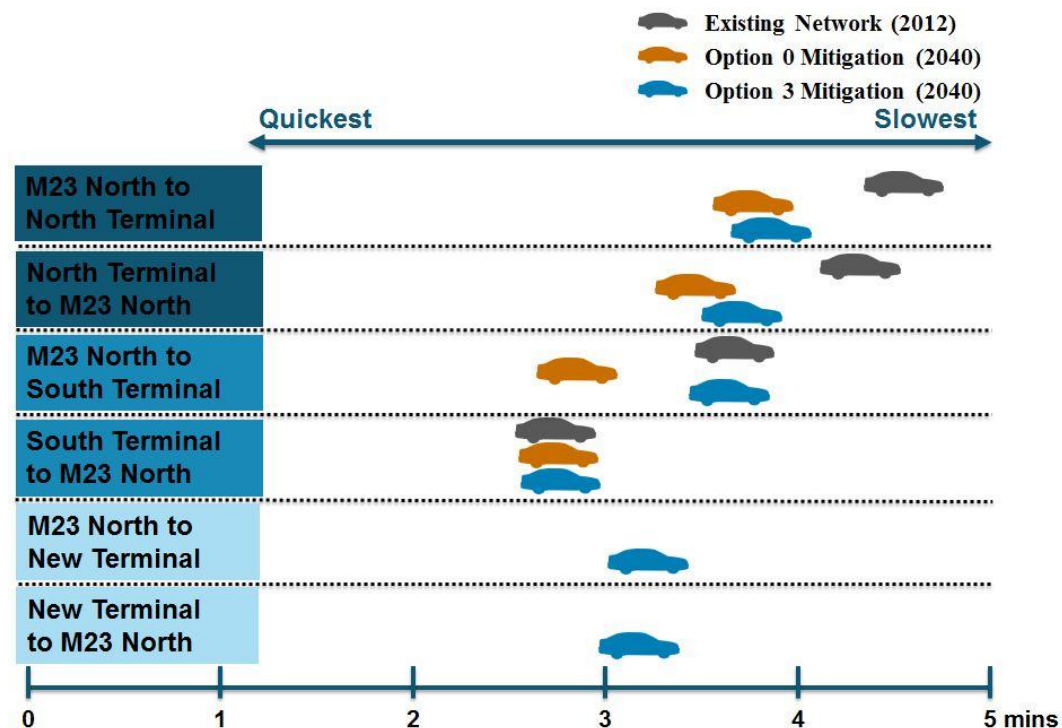 Existing Network (2012)
Option 0 Mitigation (2040)
Option 3 Mitigation (2040)
Quickest
Slowest
M23 North to
North Terminal
North Terminal
to M23 North
M23 North to
South Terminal
South Terminal
to M23 North
M23 North to
New Terminal
New Terminal
to M23 North
0 1 2 3 4 5 mins